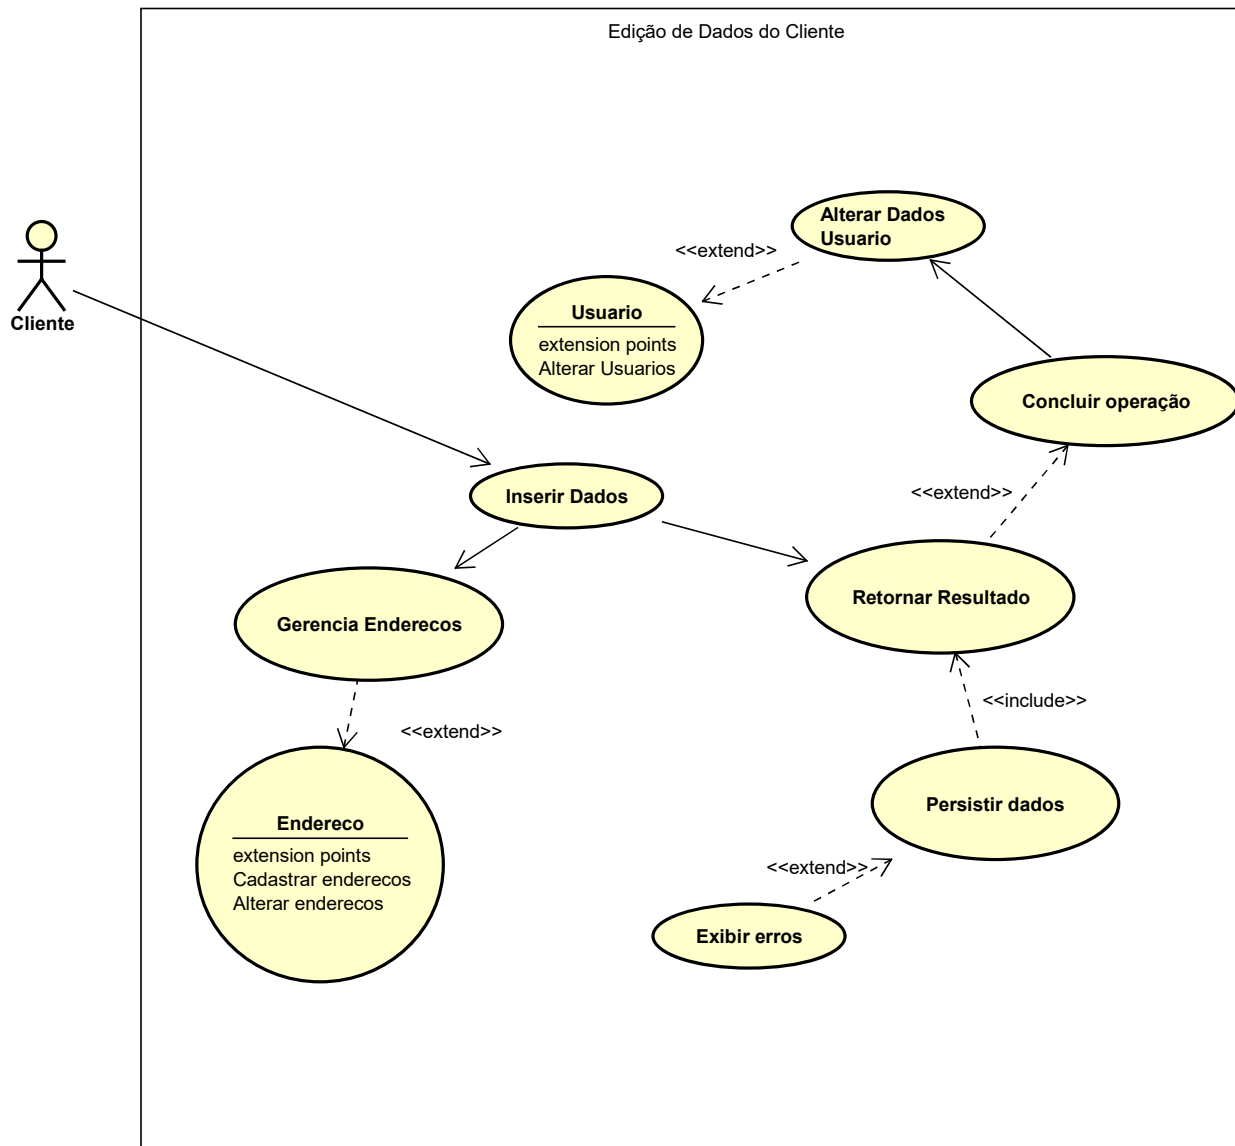 Edição de Dados do Cliente
Alterar Dados
Usuario
<<extend>>
Usuario
extension points
Alterar Usuarios
Cliente
Concluir operação
Inserir Dados
<<extend>>
Retornar Resultado
Gerencia Enderecos
<<include>>
<<extend>>
Persistir dados
Endereco
extension points
Cadastrar enderecos
Alterar enderecos
<<extend>>
Exibir erros